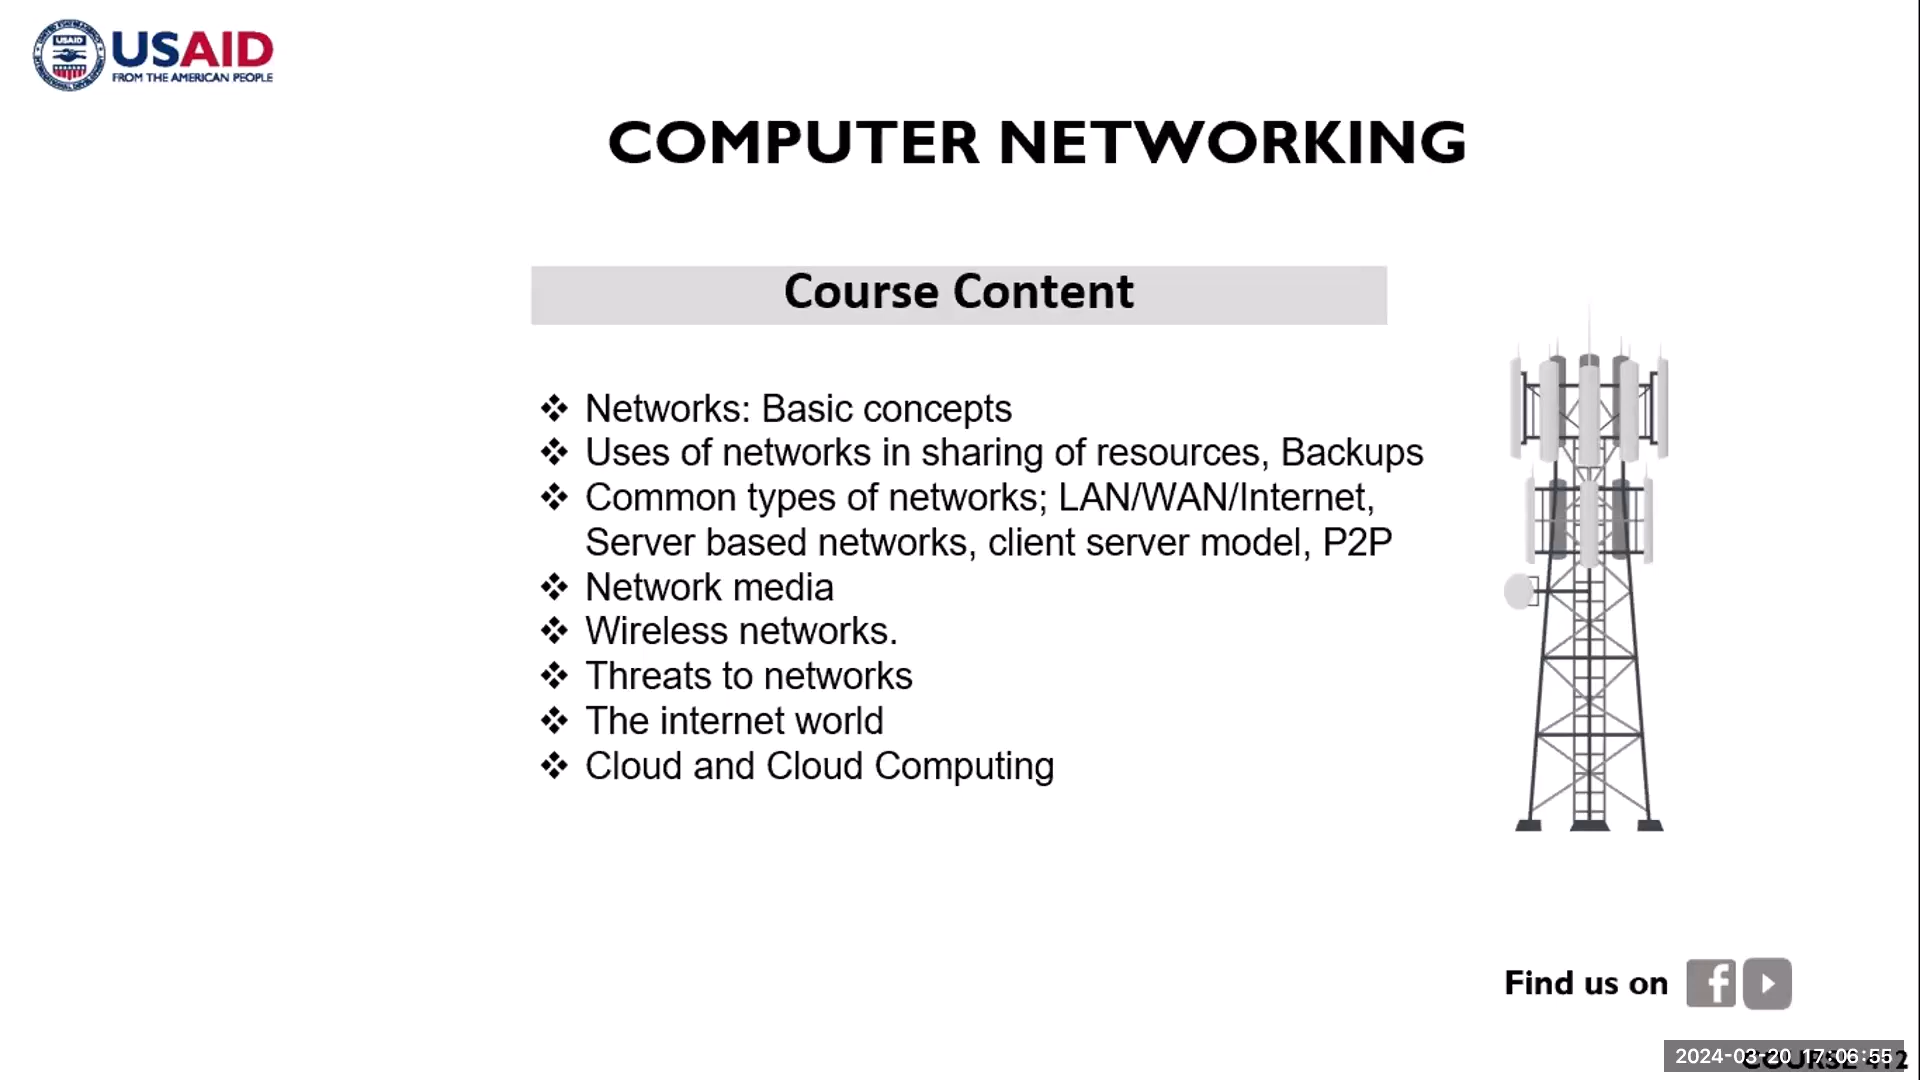 USAID
USAID
FROM THE AMERICAN PEOPLE
COMPUTER NETWORKING
Course Content
❖ Networks: Basic concepts
❖ Uses of networks in sharing of resources, Backups
❖ Common types of networks; LAN/WAN/Internet,
Server based networks, client server model, P2P
❖ Network media
❖ Wireless networks.
❖ Threats to networks
❖ The internet world
❖ Cloud and Cloud Computing
Find us on
2024-03-20 17:06:55
COURSE